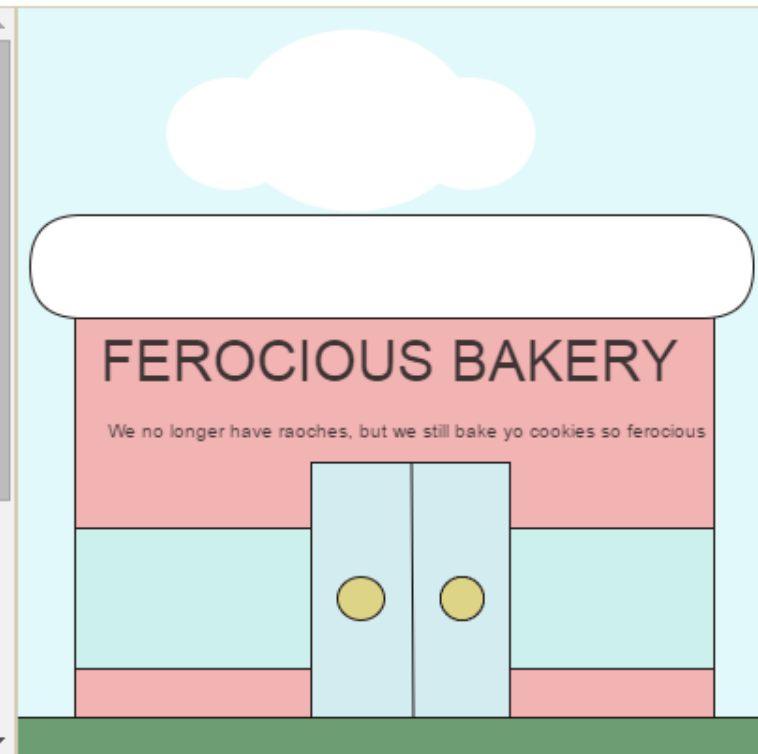 FEROCIOUS BAKERY
We no longer have raoches, but we still bake yo cookies so ferocious